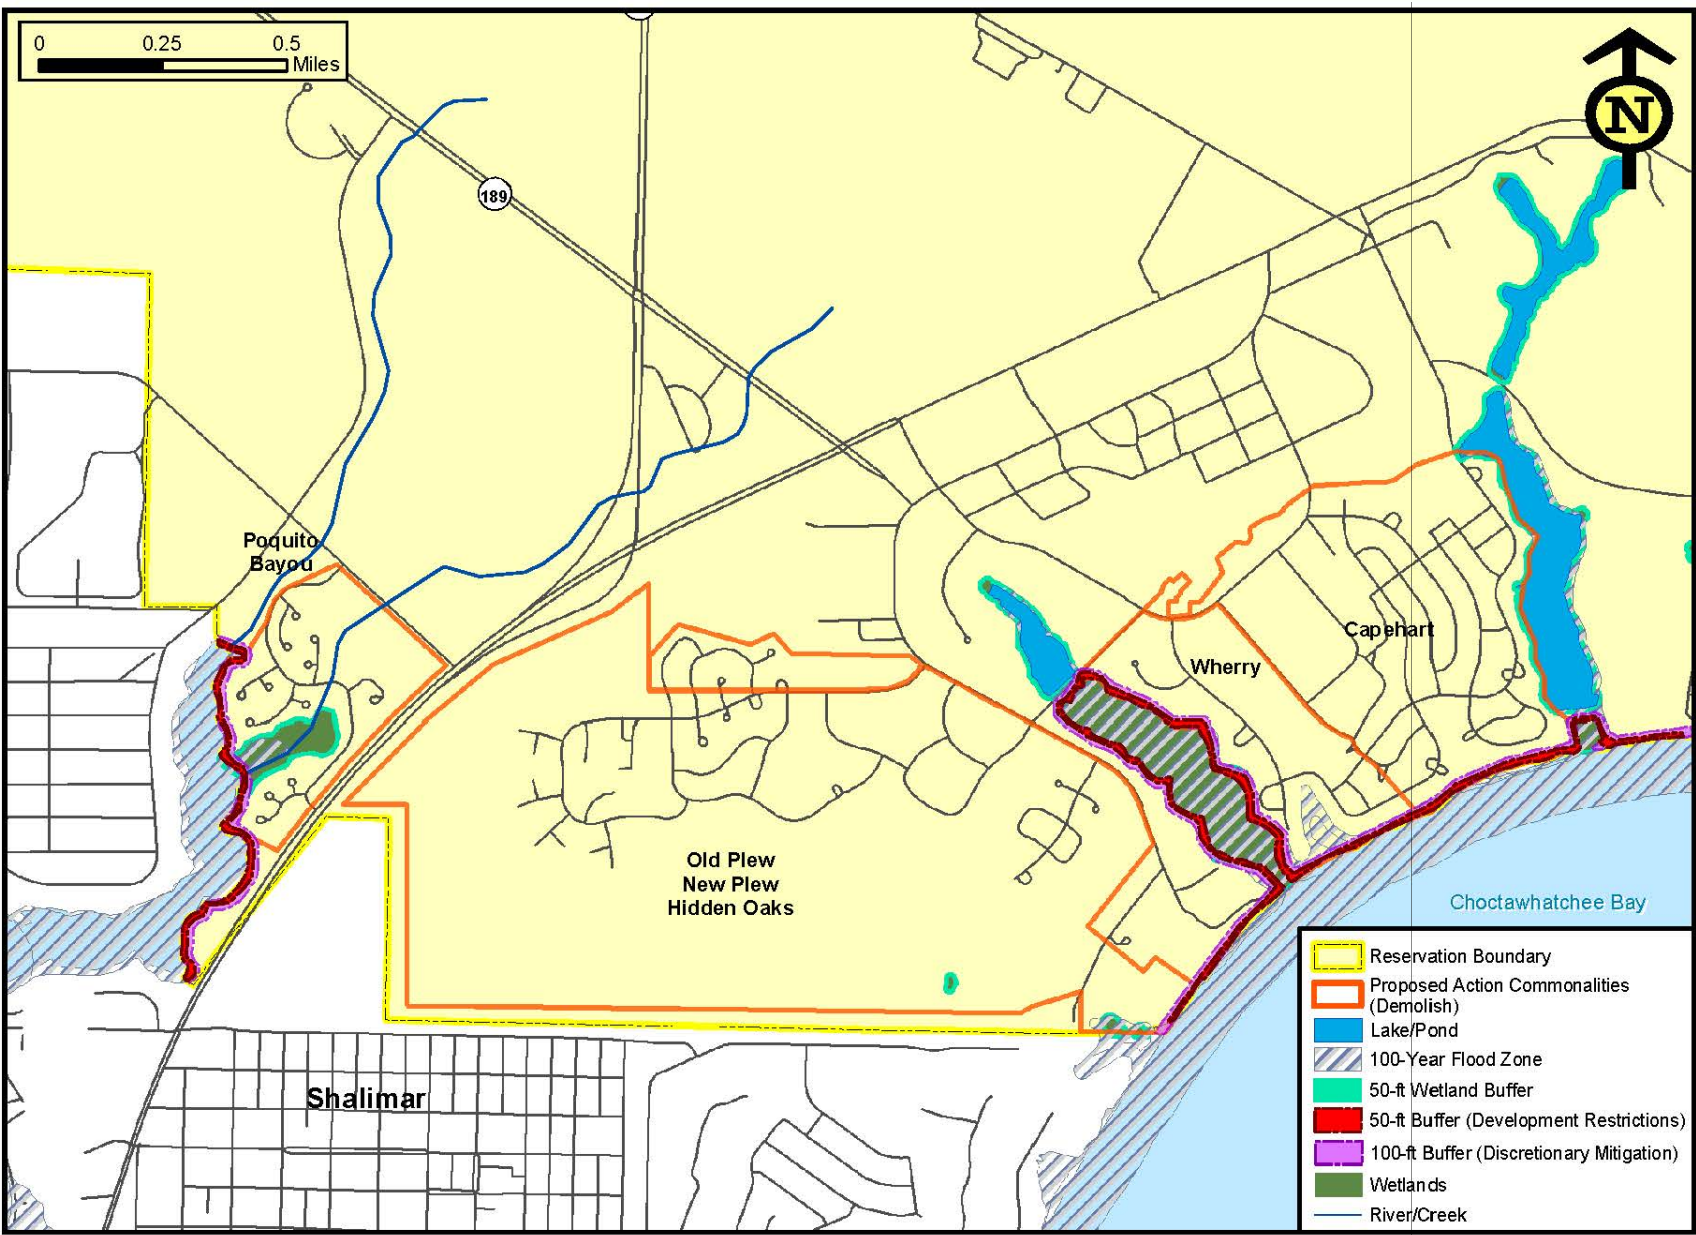 0 0.25 0.5
Miles
N
189
Poquito
Bayou
Capehart
Wherry
Old Plew
New Plew
Hidden Oaks
Choctawhatchee Bay
Shalimar
Reservation Boundary
Proposed Action Commonalities
(Demolish)
Lake/Pond
100-Year Flood Zone
50-ft Wetland Buffer
50-ft Buffer (Development Restrictions)
100-ft Buffer (Discretionary Mitigation)
Wetlands
River/Creek